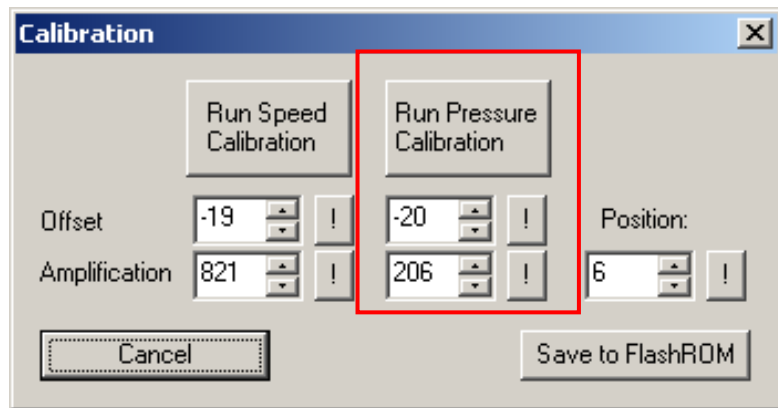 Calibration
Run Speed
Calibration
Run Pressure
Calibration
Offset
-19
!
-20
!
Position:
Amplification
821
!
206
!
6
!
Cancel
Save to FlashROM